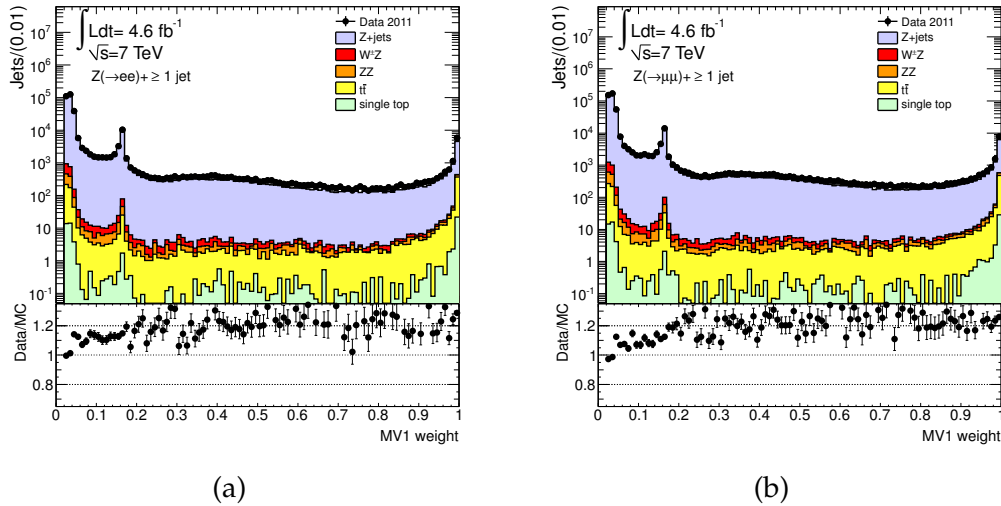 Jets/(0.01)
10⁷
10⁶
10⁵
10⁴
10³
10²
10
1
10⁻¹
∫Ldt= 4.6 fb⁻¹
√s=7 TeV
Z(→ee)+ ≥ 1 jet
Data 2011
Z+jets
W±Z
ZZ
tt̄
single top
Data/MC
1.2
1
0.8
0 0.1 0.2 0.3 0.4 0.5 0.6 0.7 0.8 0.9 1
MV1 weight
(a)
Jets/(0.01)
10⁷
10⁶
10⁵
10⁴
10³
10²
10
1
10⁻¹
∫Ldt= 4.6 fb⁻¹
√s=7 TeV
Z(→μμ)+ ≥ 1 jet
Data 2011
Z+jets
W±Z
ZZ
tt̄
single top
Data/MC
1.2
1
0.8
0 0.1 0.2 0.3 0.4 0.5 0.6 0.7 0.8 0.9 1
MV1 weight
(b)